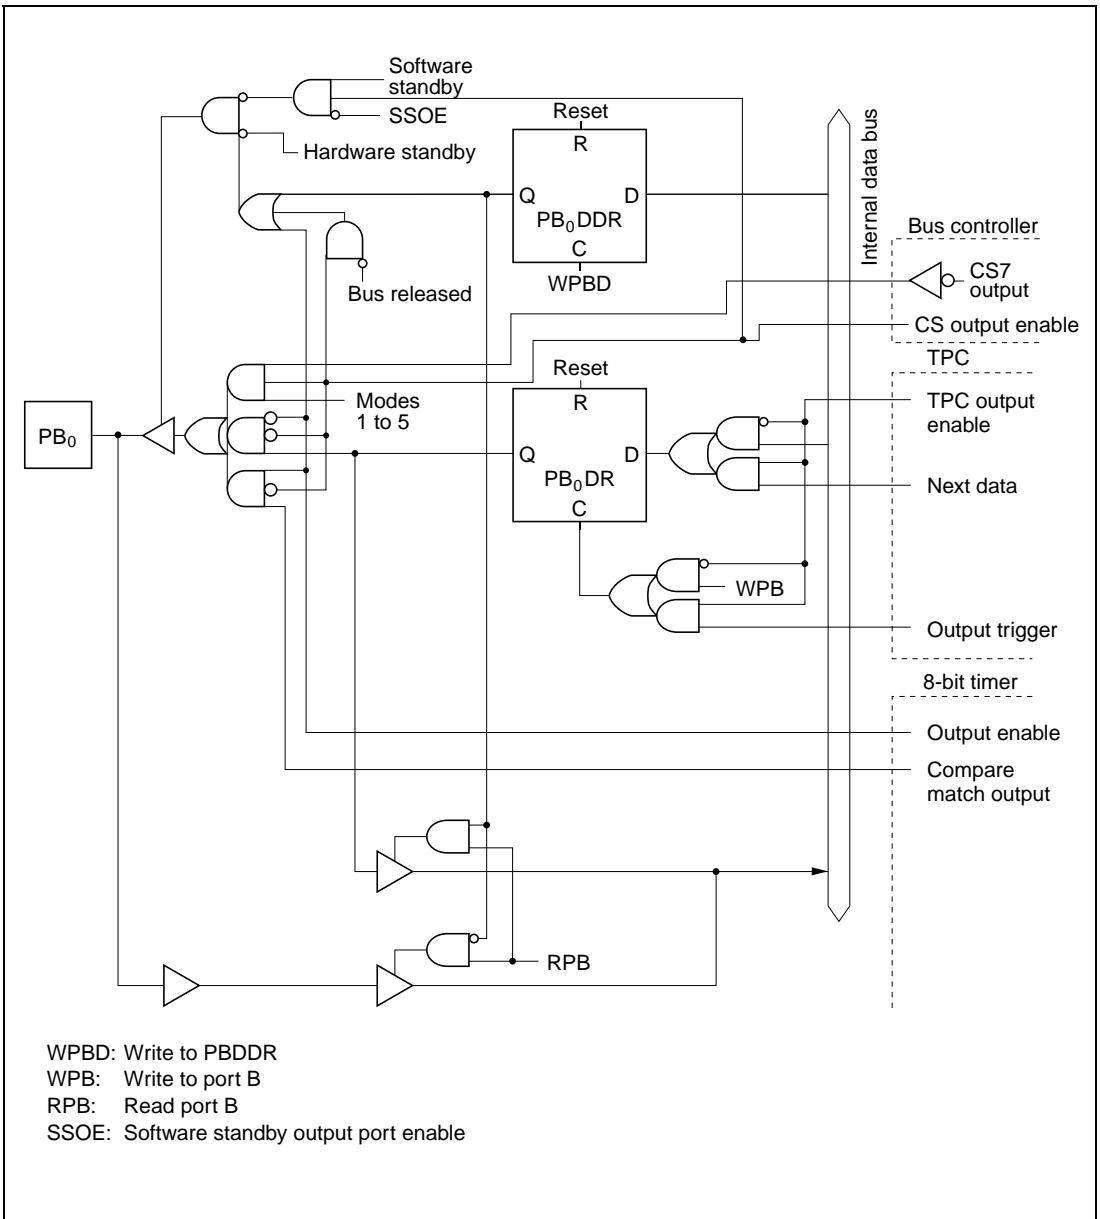 Software
standby
SSOE
Hardware standby
Reset
R
Q
D
PB0DDR
C
WPBD
Bus released
Internal data bus
Bus controller
CS7
output
CS output enable
TPC
Modes
1 to 5
Reset
R
Q
D
PB0DR
C
TPC output
enable
Next data
PB0
WPB
Output trigger
8-bit timer
Output enable
Compare
match output
RPB
WPBD: Write to PBDDR
WPB: Write to port B
RPB: Read port B
SSOE: Software standby output port enable